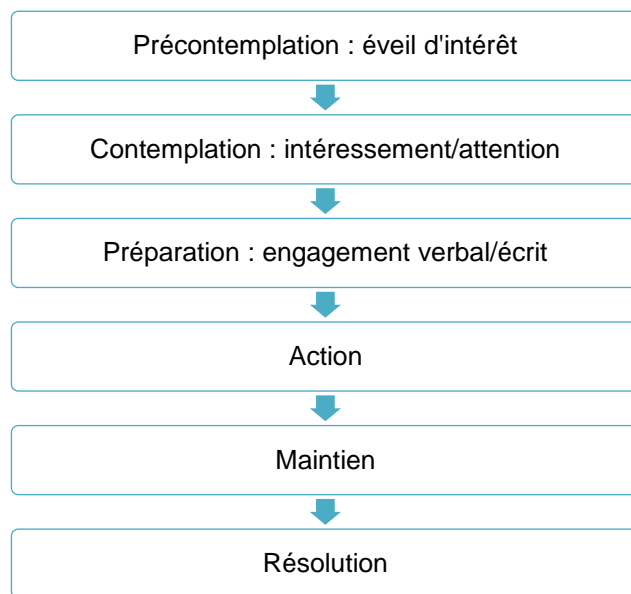 Précontemplation : éveil d'intérêt
Contemplation : intéressement/attention
Préparation : engagement verbal/écrit
Action
Maintien
Résolution